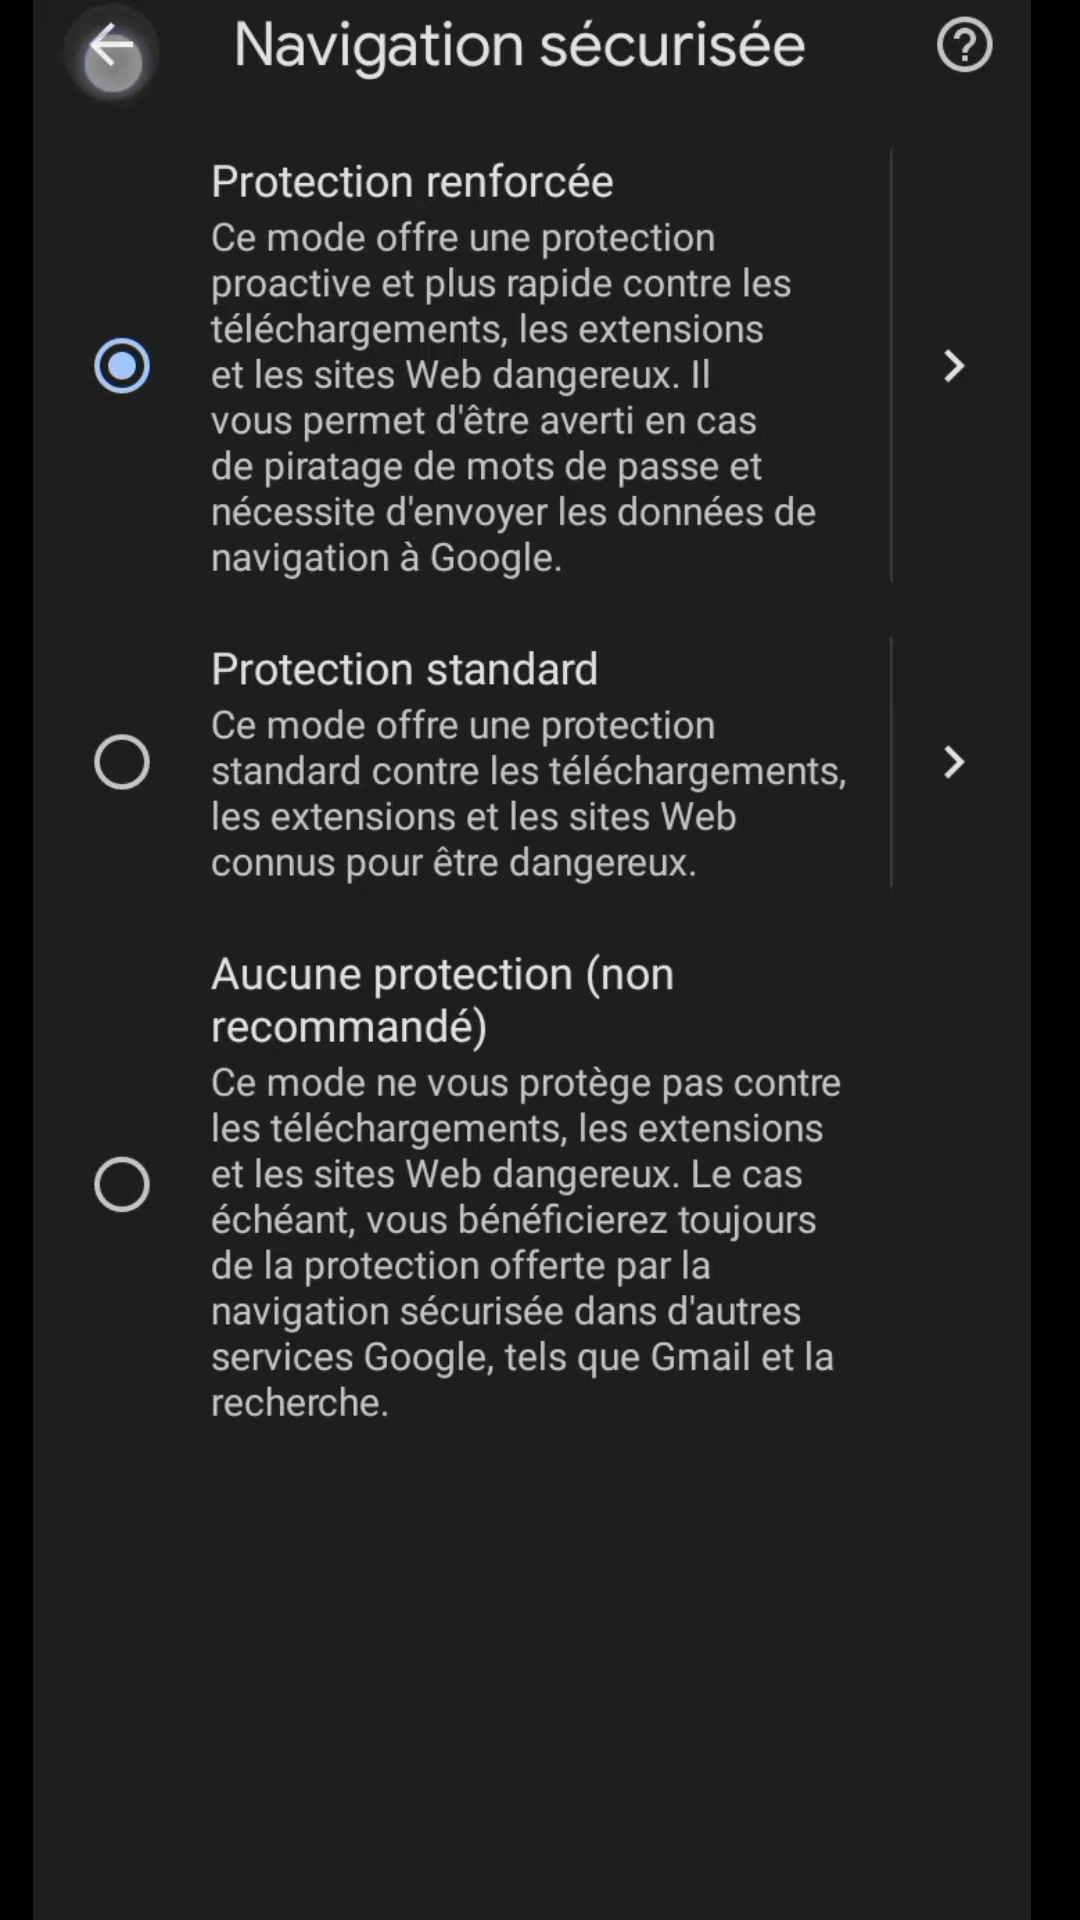 Navigation sécurisée
Protection renforcée
Ce mode offre une protection
proactive et plus rapide contre les
téléchargements, les extensions
et les sites Web dangereux. Il
vous permet d'être averti en cas
de piratage de mots de passe et
nécessite d'envoyer les données de
navigation à Google.
Protection standard
Ce mode offre une protection
standard contre les téléchargements,
les extensions et les sites Web
connus pour être dangereux.
Aucune protection (non
recommandé)
Ce mode ne vous protège pas contre
les téléchargements, les extensions
et les sites Web dangereux. Le cas
échéant, vous bénéficierez toujours
de la protection offerte par la
navigation sécurisée dans d'autres
services Google, tels que Gmail et la
recherche.